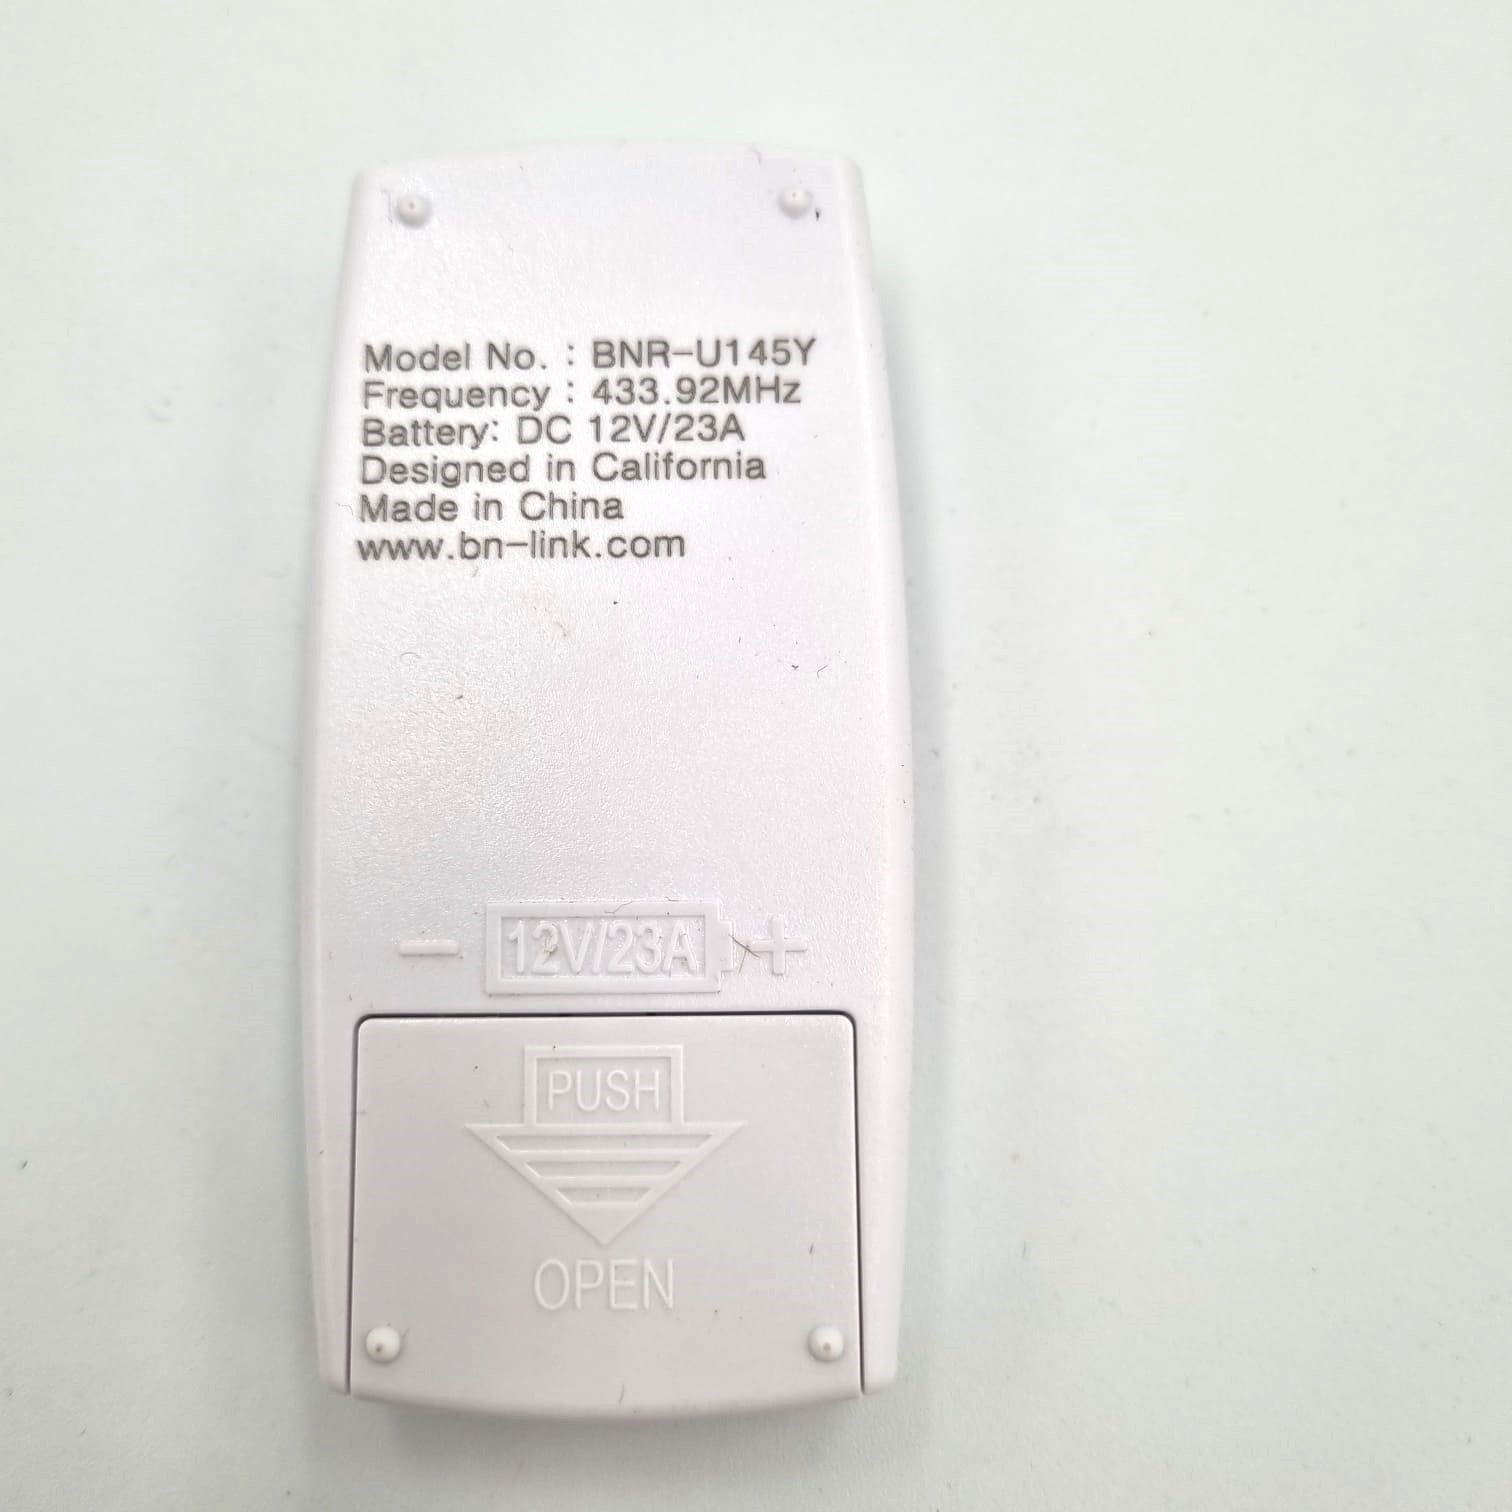 Model No. : BNR-U145Y
Frequency : 433.92MHz
Battery: DC 12V/23A
Designed in California
Made in China
www.bn-link.com
- 12V/23A +
PUSH
OPEN